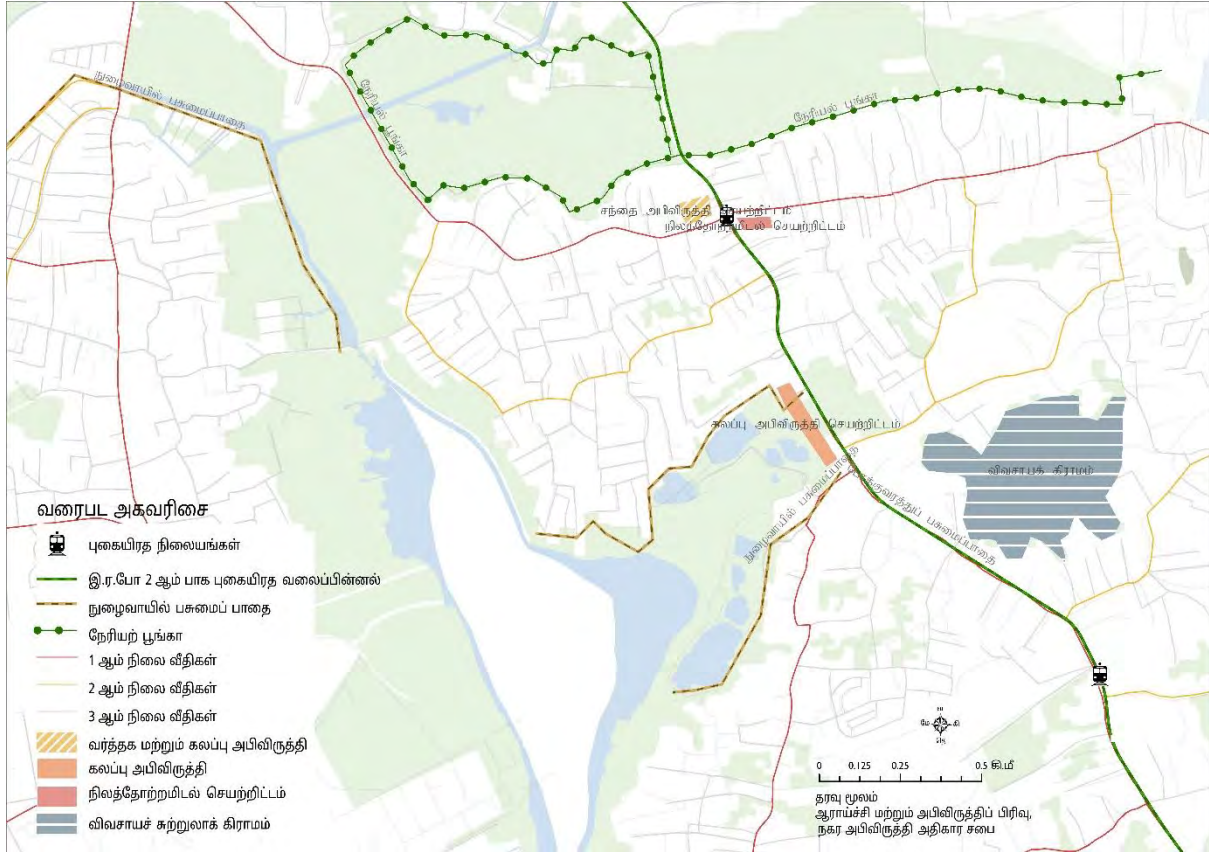 நுழைவாயில் பசுமைப்பாதை
நேரியல் பூங்கா
நேரியல் பூங்கா
சந்தை அபிவிருத்தி செயற்றிட்டம்
நிலத்தோற்றமிடல் செயற்றிட்டம்
கலப்பு அபிவிருத்தி செயற்றிட்டம்
நுழைவாயில் பசுமைப்பாதை
போக்குவரத்துப் பசுமைப்பாதை
விவசாயக் கிராமம்
வரைபட அகவரிசை
புகையிரத நிலையங்கள்
இ.ர.போ 2 ஆம் பாக புகையிரத வலைப்பின்னல்
நுழைவாயில் பசுமைப் பாதை
நேரியற் பூங்கா
1 ஆம் நிலை வீதிகள்
2 ஆம் நிலை வீதிகள்
3 ஆம் நிலை வீதிகள்
வர்த்தக மற்றும் கலப்பு அபிவிருத்தி
கலப்பு அபிவிருத்தி
நிலத்தோற்றமிடல் செயற்றிட்டம்
விவசாயச் சுற்றுலாக் கிராமம்
மே கி
0 0.125 0.25 0.5 கி.மீ
தரவு மூலம்
ஆராய்ச்சி மற்றும் அபிவிருத்திப் பிரிவு,
நகர அபிவிருத்தி அதிகார சபை